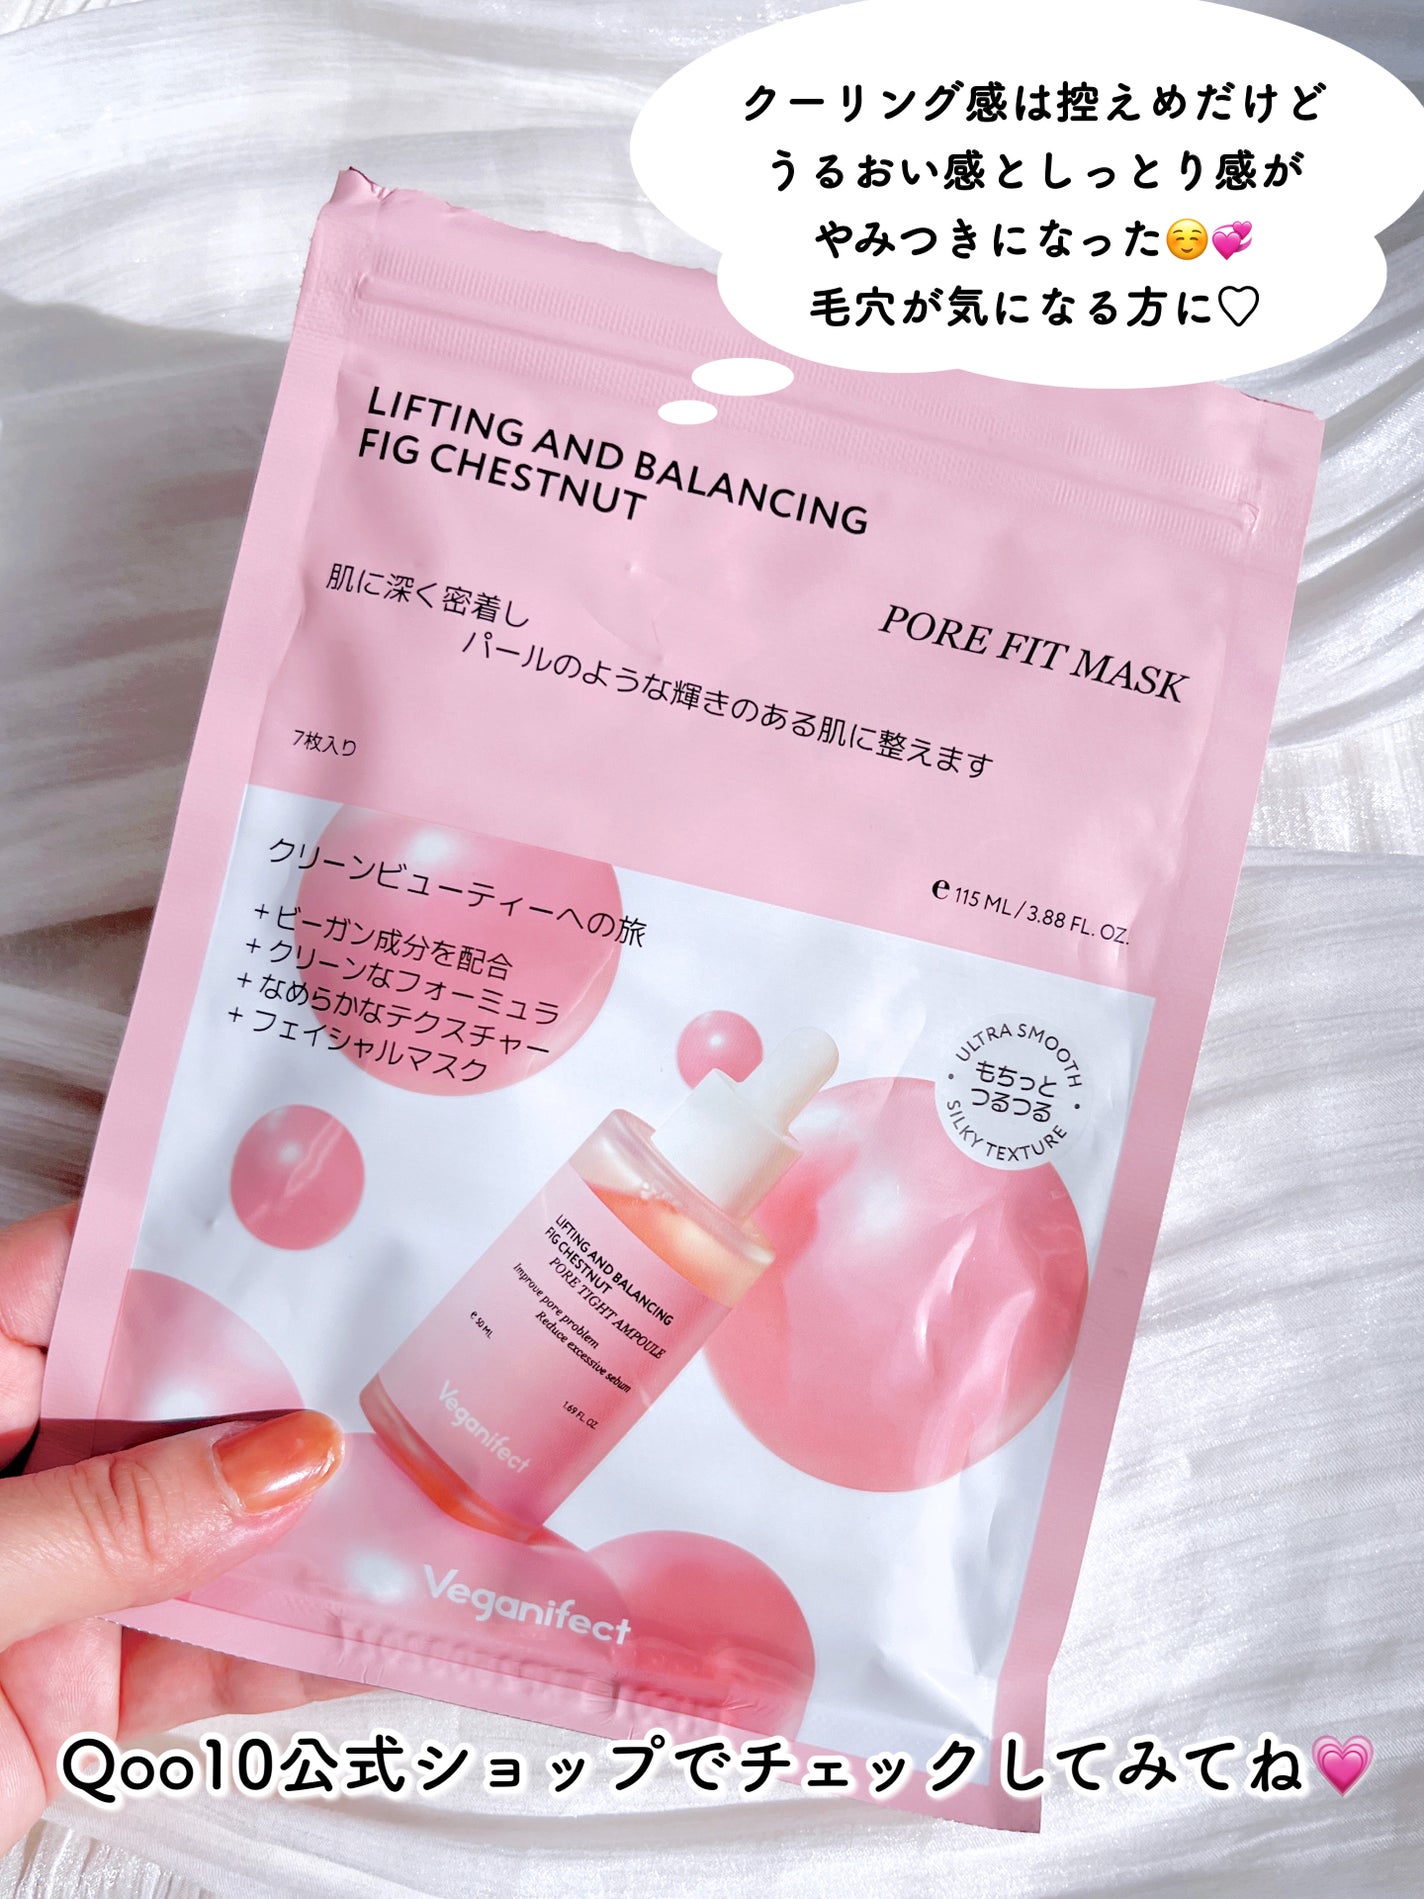 クーリング感は控えめだけど
うるおい感としっとり感が
やみつきになった☺️💞
毛穴が気になる方に♡
LIFTING AND BALANCING
FIG CHESTNUT
肌に深く密着し
パールのような輝きのある肌に整えます
PORE FIT MASK
7枚入り
℮ 115 ML / 3.88 FL. OZ.
クリーンビューティーへの旅
+ ビーガン成分を配合
+ クリーンなフォーミュラ
+ なめらかなテクスチャー
+ フェイシャルマスク
ULTRA SMOOTH
もちっと
つるつる
SILKY TEXTURE
LIFTING AND BALANCING
FIG CHESTNUT
PORE TIGHT AMPOULE
Improve pore problem
Reduce excessive sebum
℮ 50 ML
1.69 FL. OZ.
Veganifect
Veganifect
Qoo10公式ショップでチェックしてみてね💗